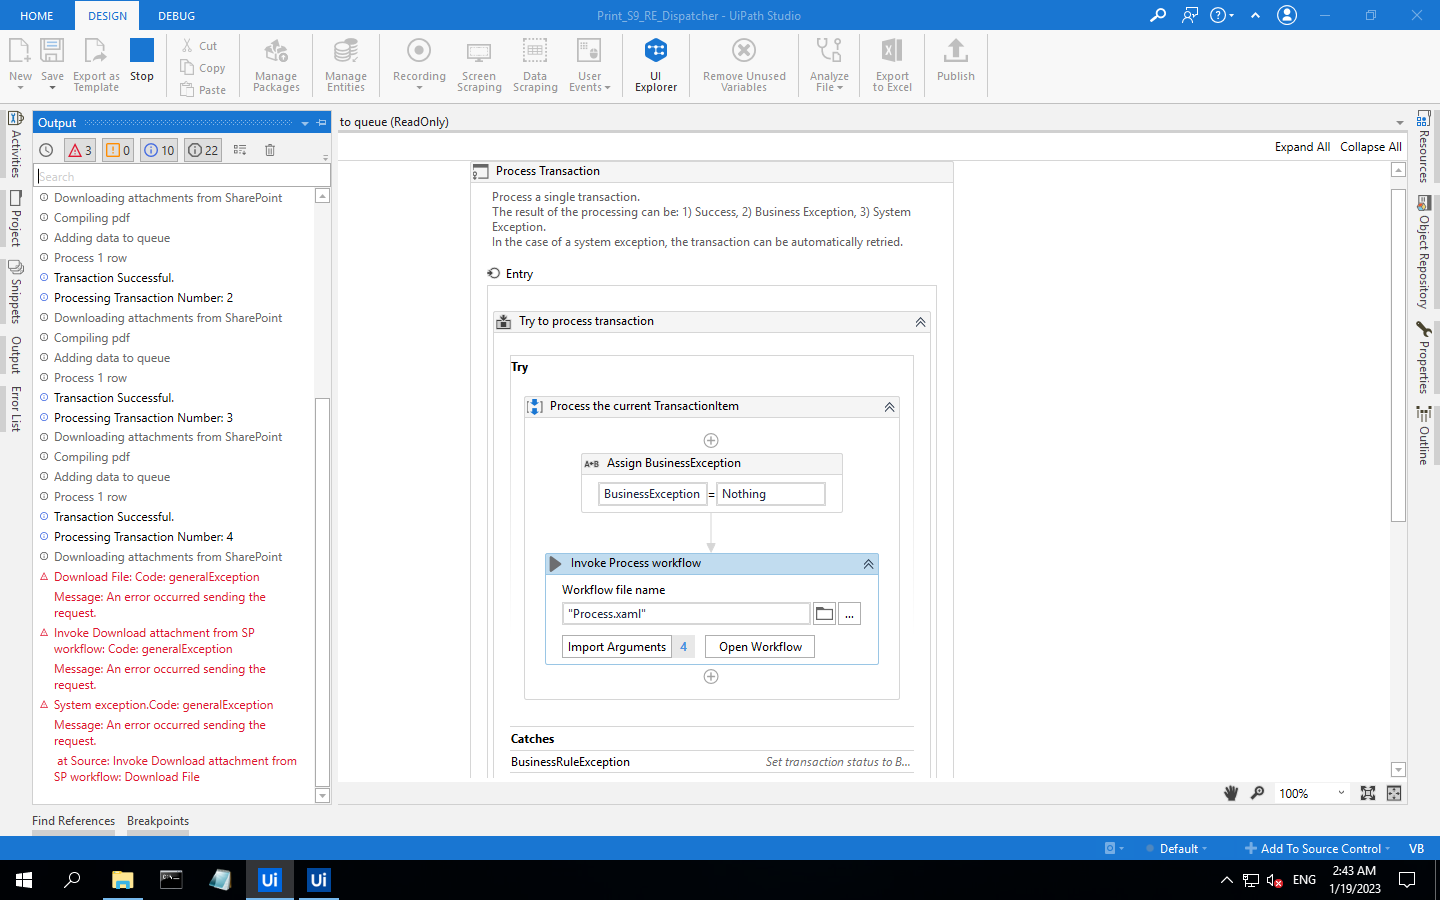 HOME
DESIGN
DEBUG
Print_S9_RE_Dispatcher - UiPath Studio
New
Save
Export as
Template
Stop
Cut
Copy
Paste
Manage
Packages
Manage
Entities
Recording
Screen
Scraping
Data
Scraping
User
Events
UI
Explorer
Remove Unused
Variables
Analyze
File
Export
to Excel
Publish
Activities
Project
Snippets
Output
Error List
Output
3
0
10
22
Search
Downloading attachments from SharePoint
Compiling pdf
Adding data to queue
Process 1 row
Transaction Successful.
Processing Transaction Number: 2
Downloading attachments from SharePoint
Compiling pdf
Adding data to queue
Process 1 row
Transaction Successful.
Processing Transaction Number: 3
Downloading attachments from SharePoint
Compiling pdf
Adding data to queue
Process 1 row
Transaction Successful.
Processing Transaction Number: 4
Downloading attachments from SharePoint
Download File: Code: generalException
Message: An error occurred sending the
request.
Invoke Download attachment from SP
workflow: Code: generalException
Message: An error occurred sending the
request.
System exception.Code: generalException
Message: An error occurred sending the
request.
at Source: Invoke Download attachment from
SP workflow: Download File
to queue (ReadOnly)
Expand All
Collapse All
Process Transaction
Process a single transaction.
The result of the processing can be: 1) Success, 2) Business Exception, 3) System
Exception.
In the case of a system exception, the transaction can be automatically retried.
Entry
Try to process transaction
Try
Process the current TransactionItem
A+B Assign BusinessException
BusinessException = Nothing
Invoke Process workflow
Workflow file name
"Process.xaml"
...
Import Arguments 4
Open Workflow
Catches
BusinessRuleException
Set transaction status to B...
100%
Resources
Object Repository
Properties
Outline
Find References
Breakpoints
Default
Add To Source Control
VB
Ui
Ui
ENG
2:43 AM
1/19/2023